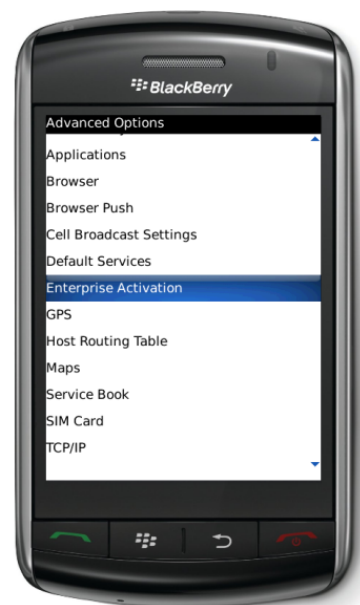 BlackBerry
Advanced Options
Applications
Browser
Browser Push
Cell Broadcast Settings
Default Services
Enterprise Activation
GPS
Host Routing Table
Maps
Service Book
SIM Card
TCP/IP